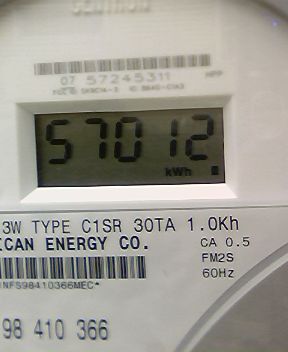 07 57245311
57012
kWh
3W TYPE C1SR 30TA 1.0Kh
ICAN ENERGY CO.
CA 0.5
FM2S
60Hz
INFS98410366MEC*
98 410 366